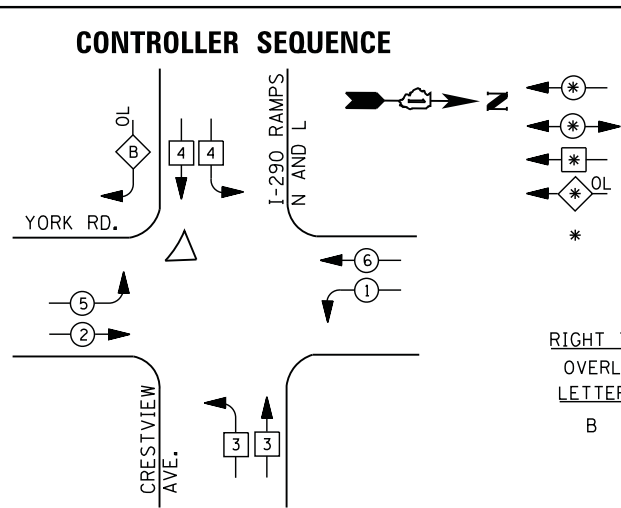 CONTROLLER SEQUENCE
OL
B
4
4
I-290 RAMPS
N AND L
N
*
*
*
*
OL
*
YORK RD.
6
1
5
2
RIGHT
OVERL
LETTER
B
3
3
CRESTVIEW
AVE.